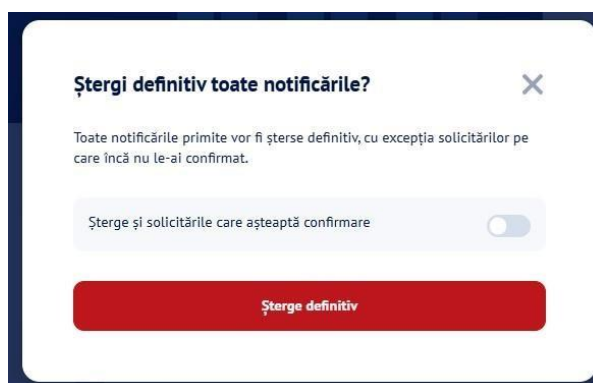 Ștergi definitiv toate notificările?
Toate notificările primite vor fi șterse definitiv, cu excepția solicitărilor pe
care încă nu le-ai confirmat.
Șterge și solicitările care așteaptă confirmare
Șterge definitiv